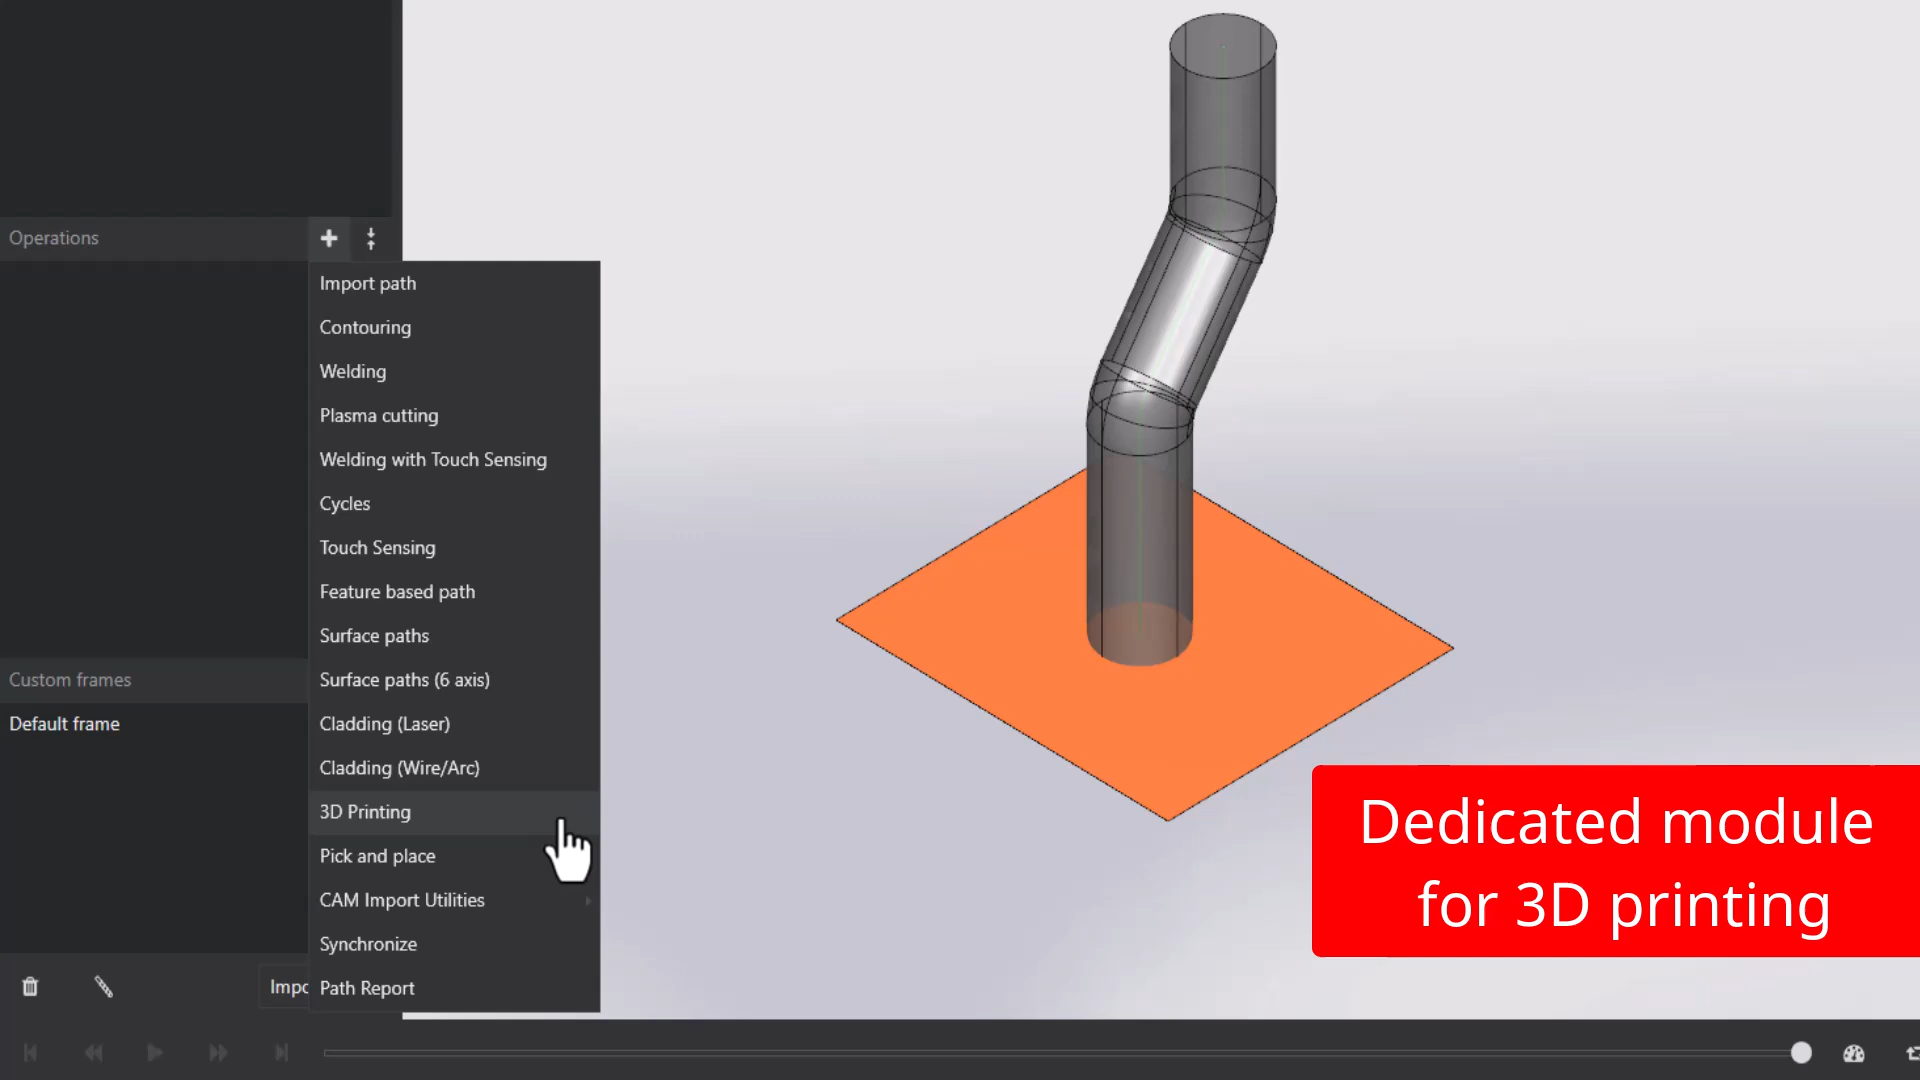 Operations
Import path
Contouring
Welding
Plasma cutting
Welding with Touch Sensing
Cycles
Touch Sensing
Feature based path
Surface paths
Surface paths (6 axis)
Cladding (Laser)
Cladding (Wire/Arc)
3D Printing
Pick and place
CAM Import Utilities
Synchronize
Path Report
Custom frames
Default frame
Dedicated module
for 3D printing